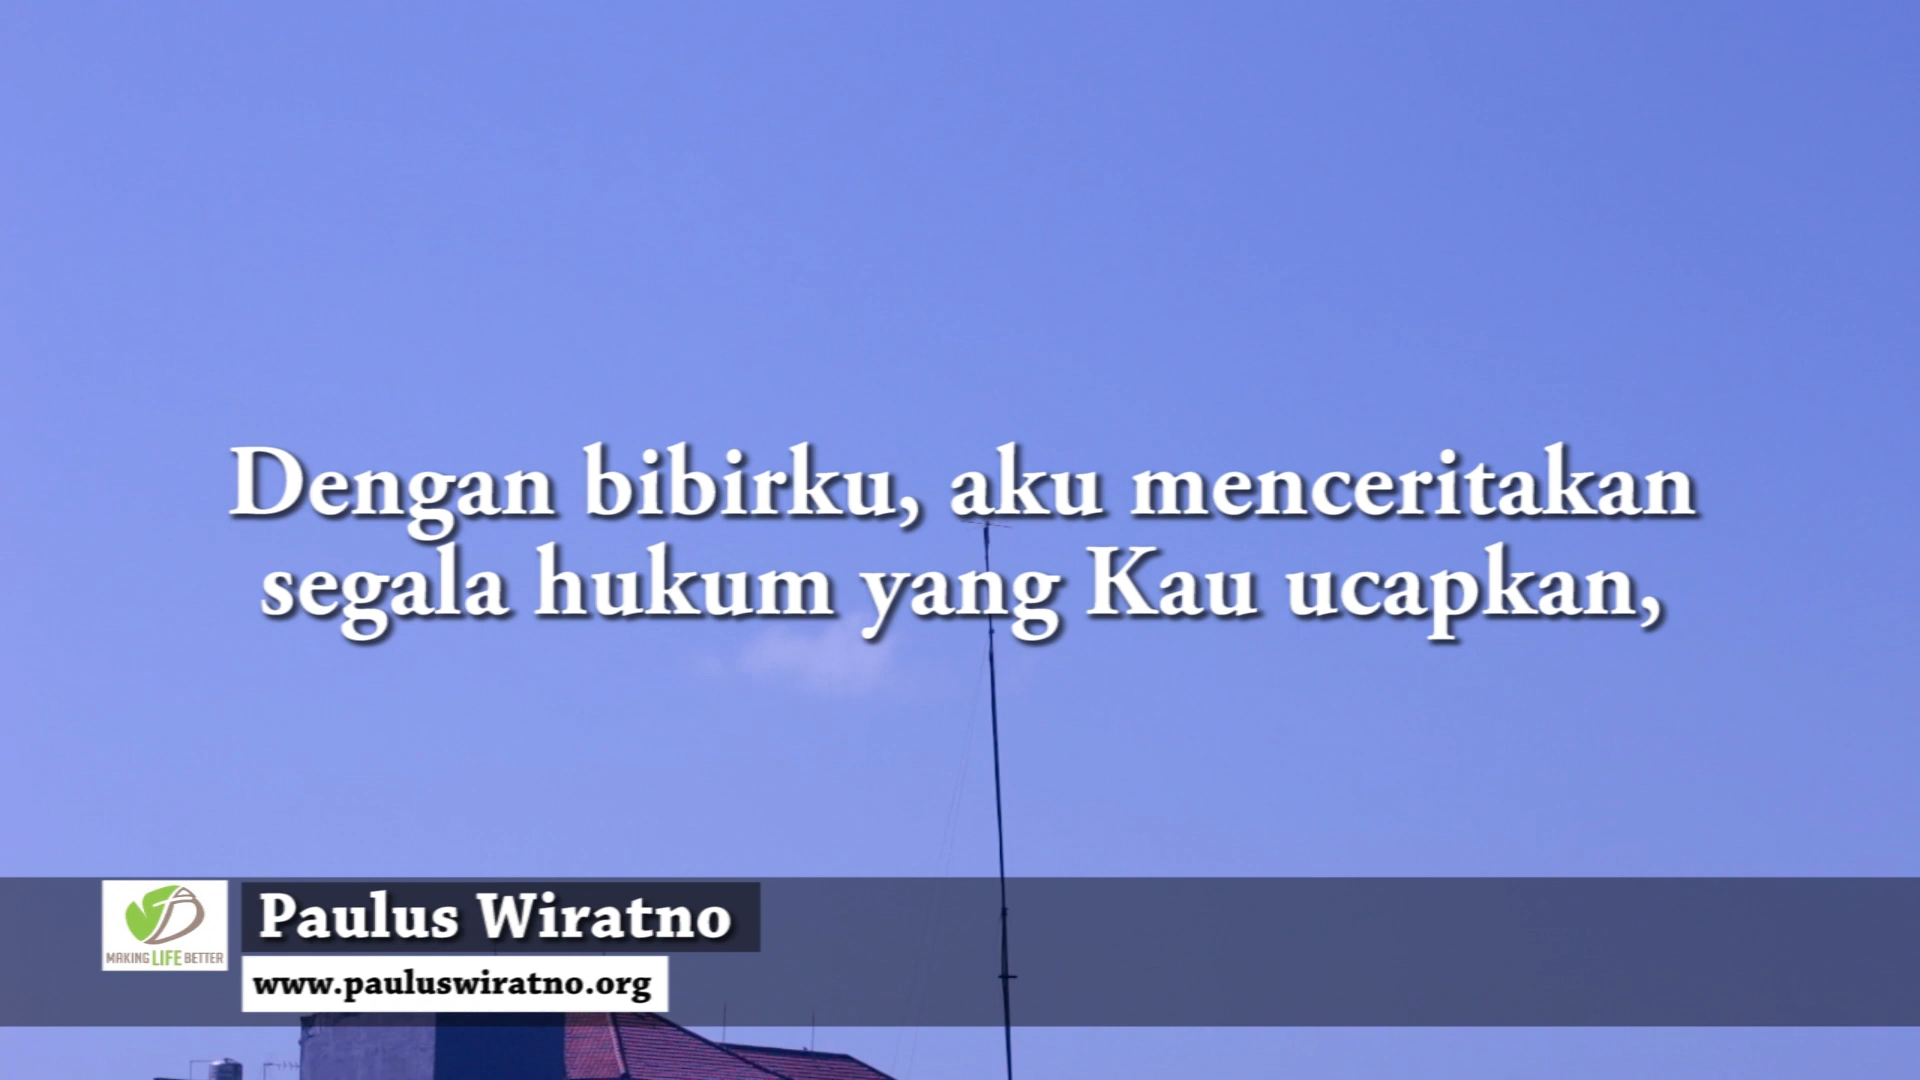 Dengan bibirku, aku menceritakan
segala hukum yang Kau ucapkan,
Paulus Wiratno
MAKING LIFE BETTER
www.pauluswiratno.org